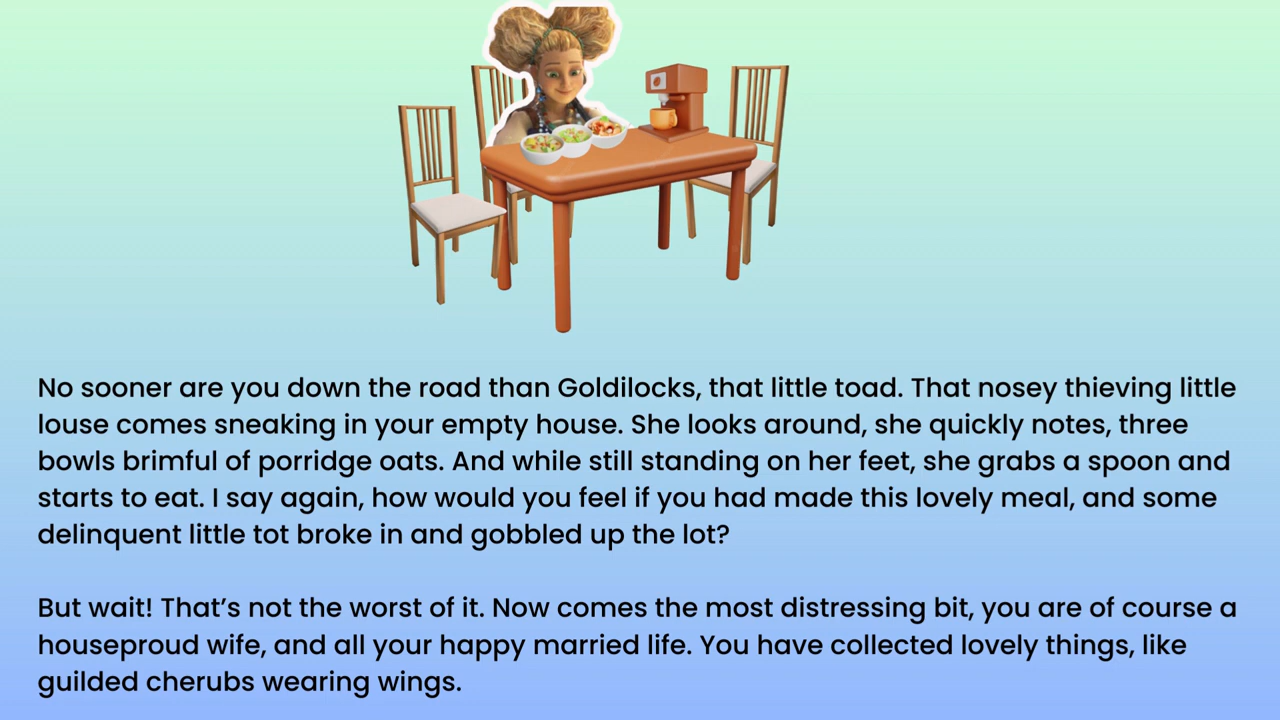 No sooner are you down the road than Goldilocks, that little toad. That nosey thieving little
louse comes sneaking in your empty house. She looks around, she quickly notes, three
bowls brimful of porridge oats. And while still standing on her feet, she grabs a spoon and
starts to eat. I say again, how would you feel if you had made this lovely meal, and some
delinquent little tot broke in and gobbled up the lot?
But wait! That’s not the worst of it. Now comes the most distressing bit, you are of course a
houseproud wife, and all your happy married life. You have collected lovely things, like
guilded cherubs wearing wings.